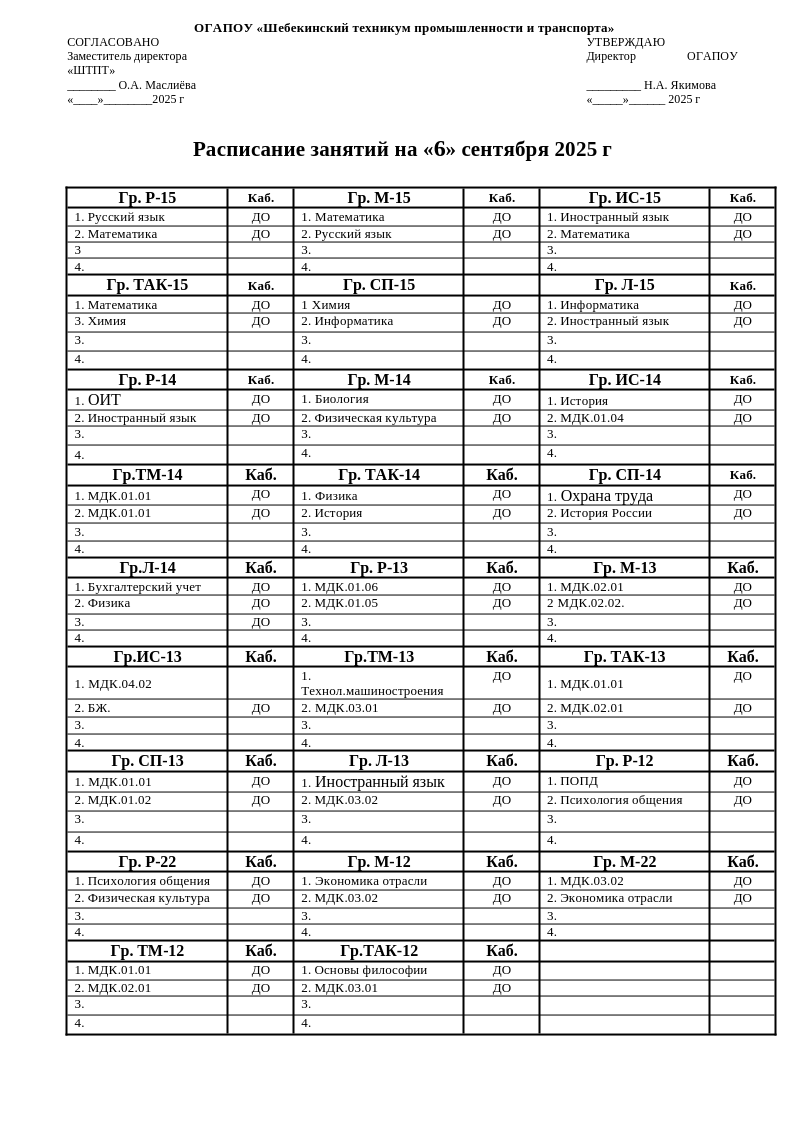 ОГАПОУ «Шебекинский техникум промышленности и транспорта»
СОГЛАСОВАНО УТВЕРЖДАЮ
Заместитель директора Директор ОГАПОУ
«ШТПТ»
________ О.А. Маслиёва _________ Н.А. Якимова
«____»________2025 г «_____»______ 2025 г
Расписание занятий на «6» сентября 2025 г
Гр. Р-15 Каб. Гр. М-15 Каб. Гр. ИС-15 Каб.
1. Русский язык ДО 1. Математика ДО 1. Иностранный язык ДО
2. Математика ДО 2. Русский язык ДО 2. Математика ДО
3 3. 3.
4. 4. 4.
Гр. ТАК-15 Каб. Гр. СП-15 Гр. Л-15 Каб.
1. Математика ДО 1 Химия ДО 1. Информатика ДО
3. Химия ДО 2. Информатика ДО 2. Иностранный язык ДО
3. 3. 3.
4. 4. 4.
Гр. Р-14 Каб. Гр. М-14 Каб. Гр. ИС-14 Каб.
1. ОИТ ДО 1. Биология ДО 1. История ДО
2. Иностранный язык ДО 2. Физическая культура ДО 2. МДК.01.04 ДО
3. 3. 3.
4. 4. 4.
Гр.ТМ-14 Каб. Гр. ТАК-14 Каб. Гр. СП-14 Каб.
1. МДК.01.01 ДО 1. Физика ДО 1. Охрана труда ДО
2. МДК.01.01 ДО 2. История ДО 2. История России ДО
3. 3. 3.
4. 4. 4.
Гр.Л-14 Каб. Гр. Р-13 Каб. Гр. М-13 Каб.
1. Бухгалтерский учет ДО 1. МДК.01.06 ДО 1. МДК.02.01 ДО
2. Физика ДО 2. МДК.01.05 ДО 2 МДК.02.02. ДО
3. ДО 3. 3.
4. 4. 4.
Гр.ИС-13 Каб. Гр.ТМ-13 Каб. Гр. ТАК-13 Каб.
1. МДК.04.02 1. ДО 1. МДК.01.01 ДО
Технол.машиностроения
2. БЖ. ДО 2. МДК.03.01 ДО 2. МДК.02.01 ДО
3. 3. 3.
4. 4. 4.
Гр. СП-13 Каб. Гр. Л-13 Каб. Гр. Р-12 Каб.
1. МДК.01.01 ДО 1. Иностранный язык ДО 1. ПОПД ДО
2. МДК.01.02 ДО 2. МДК.03.02 ДО 2. Психология общения ДО
3. 3. 3.
4. 4. 4.
Гр. Р-22 Каб. Гр. М-12 Каб. Гр. М-22 Каб.
1. Психология общения ДО 1. Экономика отрасли ДО 1. МДК.03.02 ДО
2. Физическая культура ДО 2. МДК.03.02 ДО 2. Экономика отрасли ДО
3. 3. 3.
4. 4. 4.
Гр. ТМ-12 Каб. Гр.ТАК-12 Каб.
1. МДК.01.01 ДО 1. Основы философии ДО
2. МДК.02.01 ДО 2. МДК.03.01 ДО
3. 3.
4. 4.